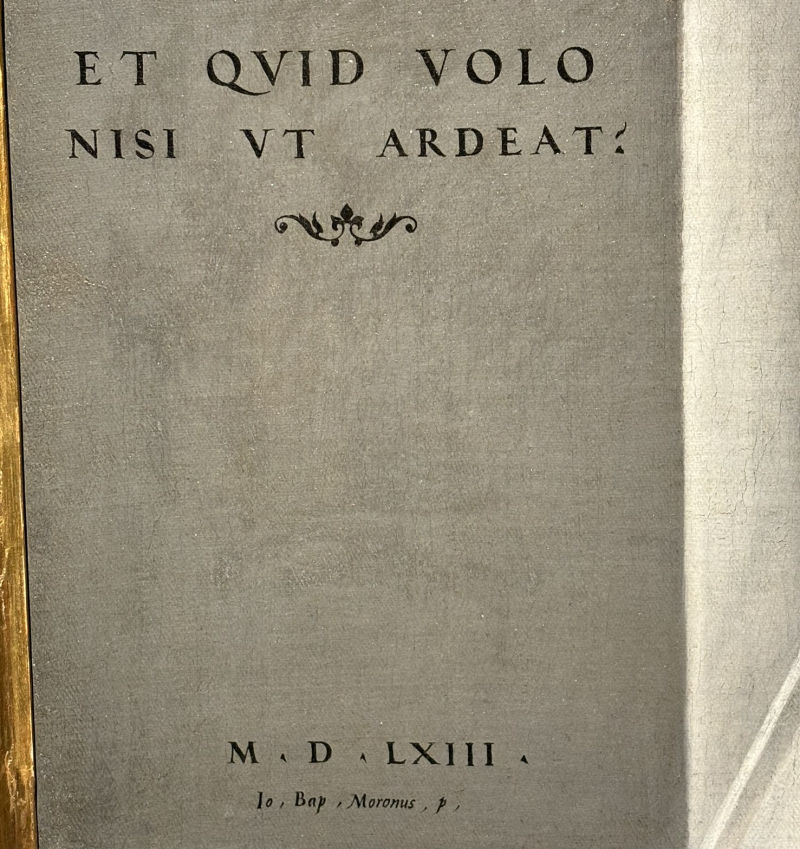 ET QVID VOLO
NISI VT ARDEAT?
M . D . LXIII .
Io, Bap, Moronus, p,